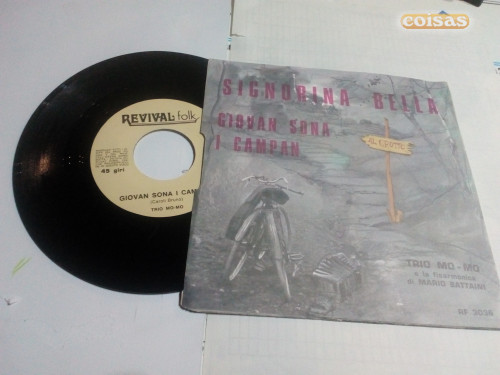 coisas
SIGNORINA BELLA
GIOVAN SONA
I CAMPAN
TRIO MO-MO
e la fisarmonica
di MARIO BATTAINI
RF
REVIVAL folk
45 giri
GIOVAN SONA I CAM
TRIO MO-MO